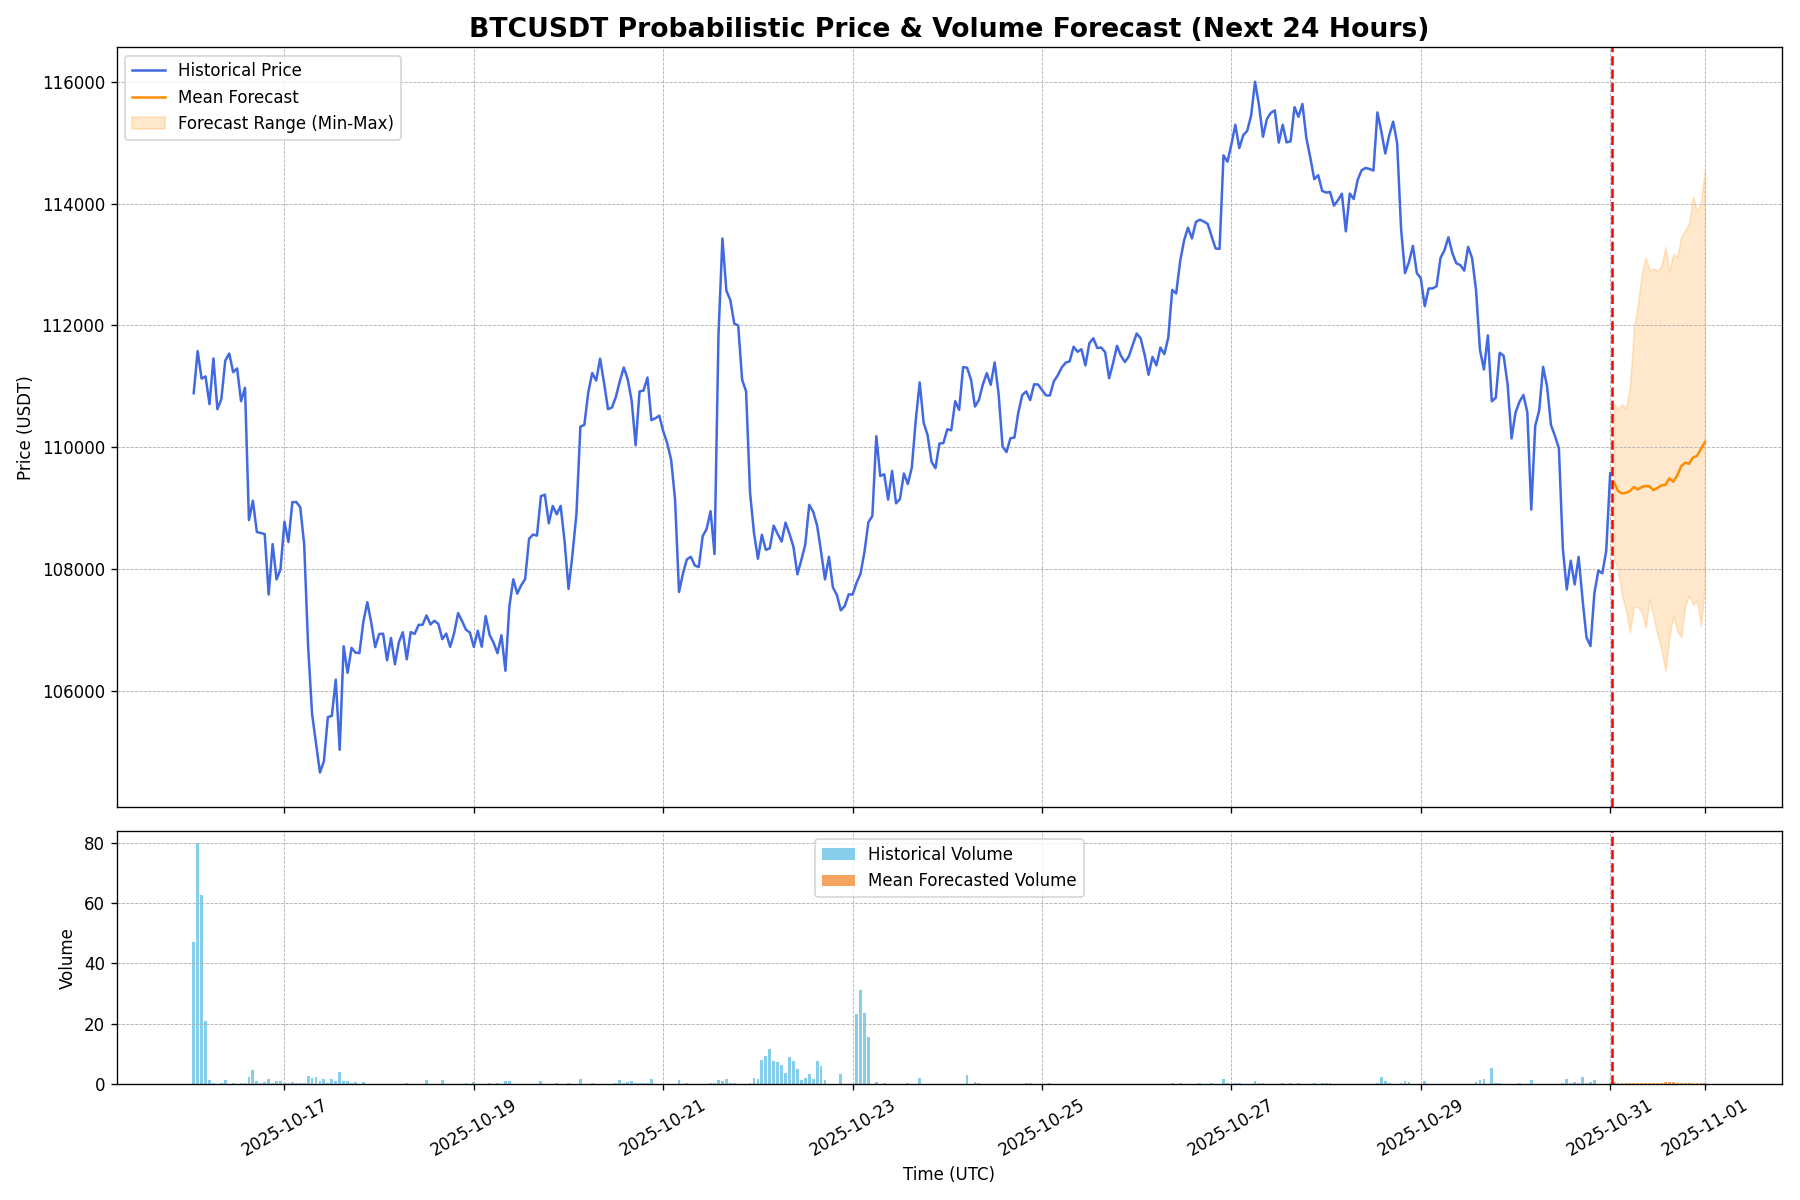 BTCUSDT Probabilistic Price & Volume Forecast (Next 24 Hours)
Historical Price
Mean Forecast
Forecast Range (Min-Max)
116000
114000
112000
110000
108000
106000
Price (USDT)
Historical Volume
Mean Forecasted Volume
80
60
40
20
0
Volume
2025-10-17
2025-10-19
2025-10-21
2025-10-23
2025-10-25
2025-10-27
2025-10-29
2025-10-31
2025-11-01
Time (UTC)